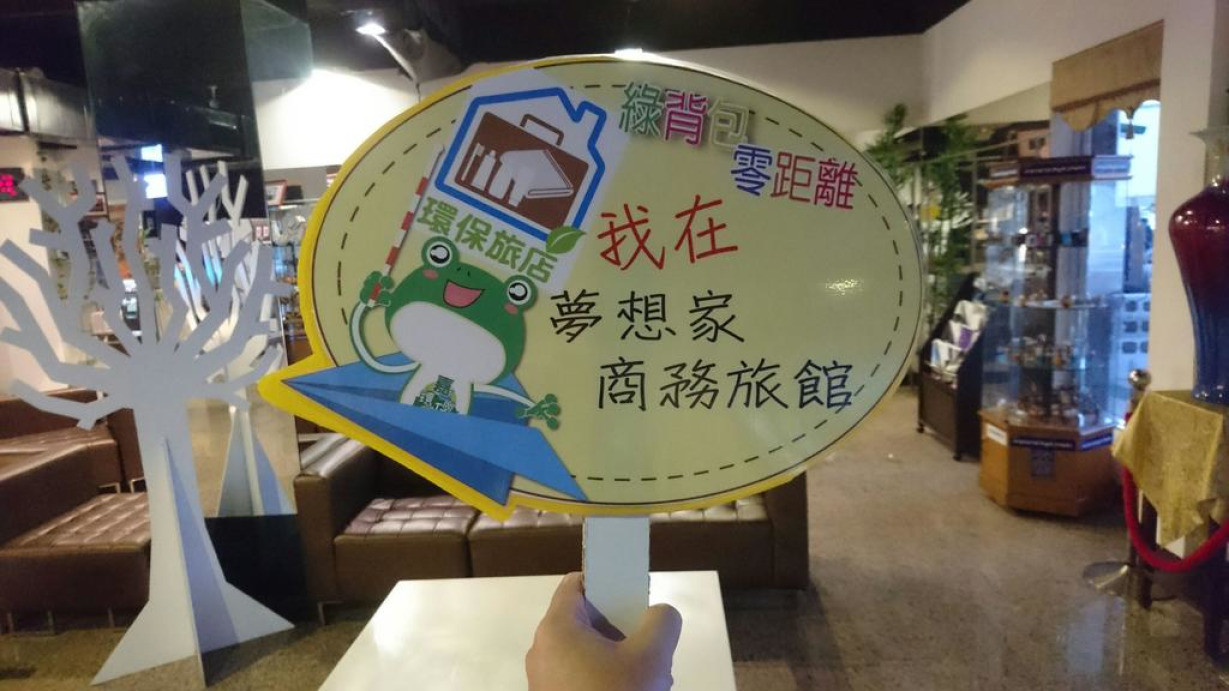 綠背包
零距離
環保旅店
我在
夢想家
商務旅館